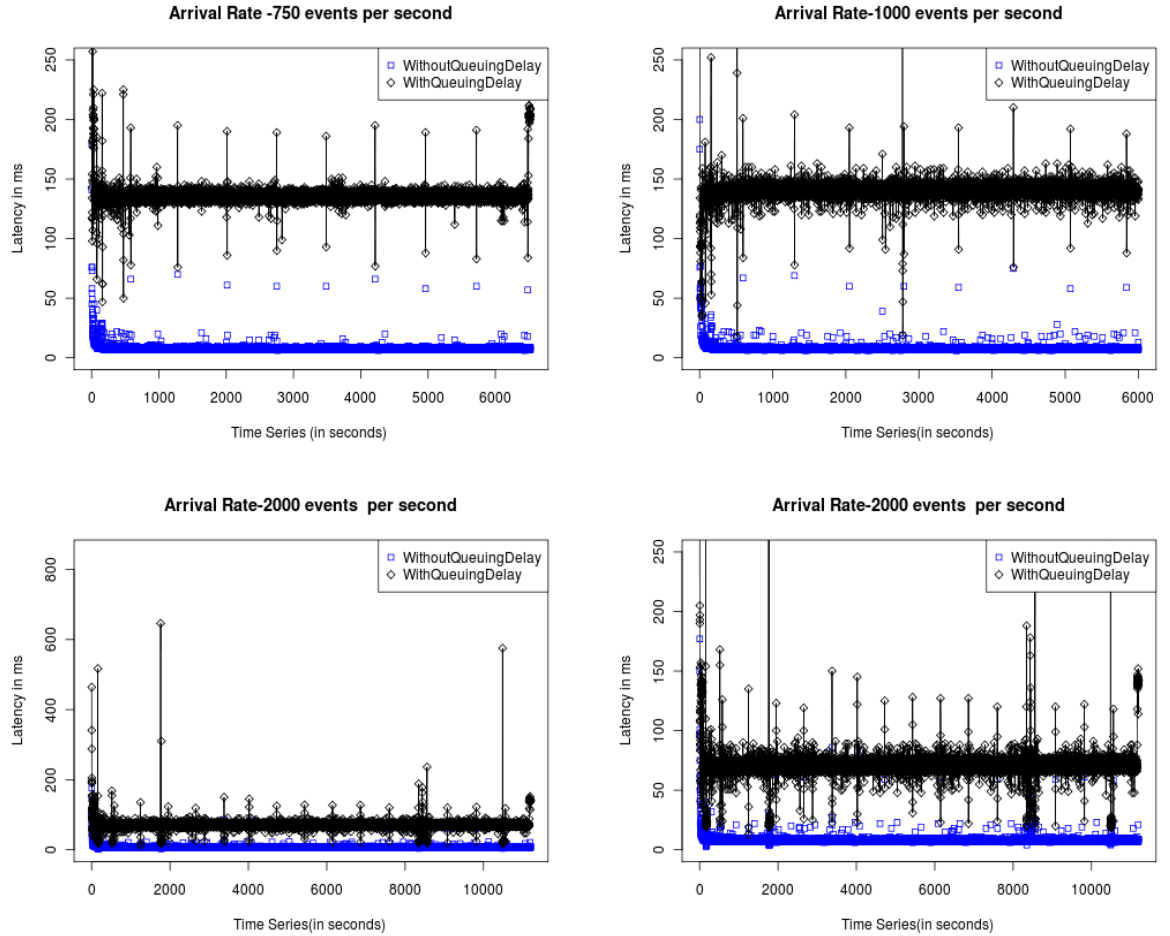 Arrival Rate -750 events per second
Latency in ms
250
200
150
100
50
0
WithoutQueuingDelay
WithQueuingDelay
0 1000 2000 3000 4000 5000 6000
Time Series (in seconds)
Arrival Rate-1000 events per second
Latency in ms
250
200
150
100
50
0
WithoutQueuingDelay
WithQueuingDelay
0 1000 2000 3000 4000 5000 6000
Time Series(in seconds)
Arrival Rate-2000 events per second
Latency in ms
800
600
400
200
0
WithoutQueuingDelay
WithQueuingDelay
0 2000 4000 6000 8000 10000
Time Series(in seconds)
Arrival Rate-2000 events per second
Latency in ms
250
200
150
100
50
0
WithoutQueuingDelay
WithQueuingDelay
0 2000 4000 6000 8000 10000
Time Series(in seconds)